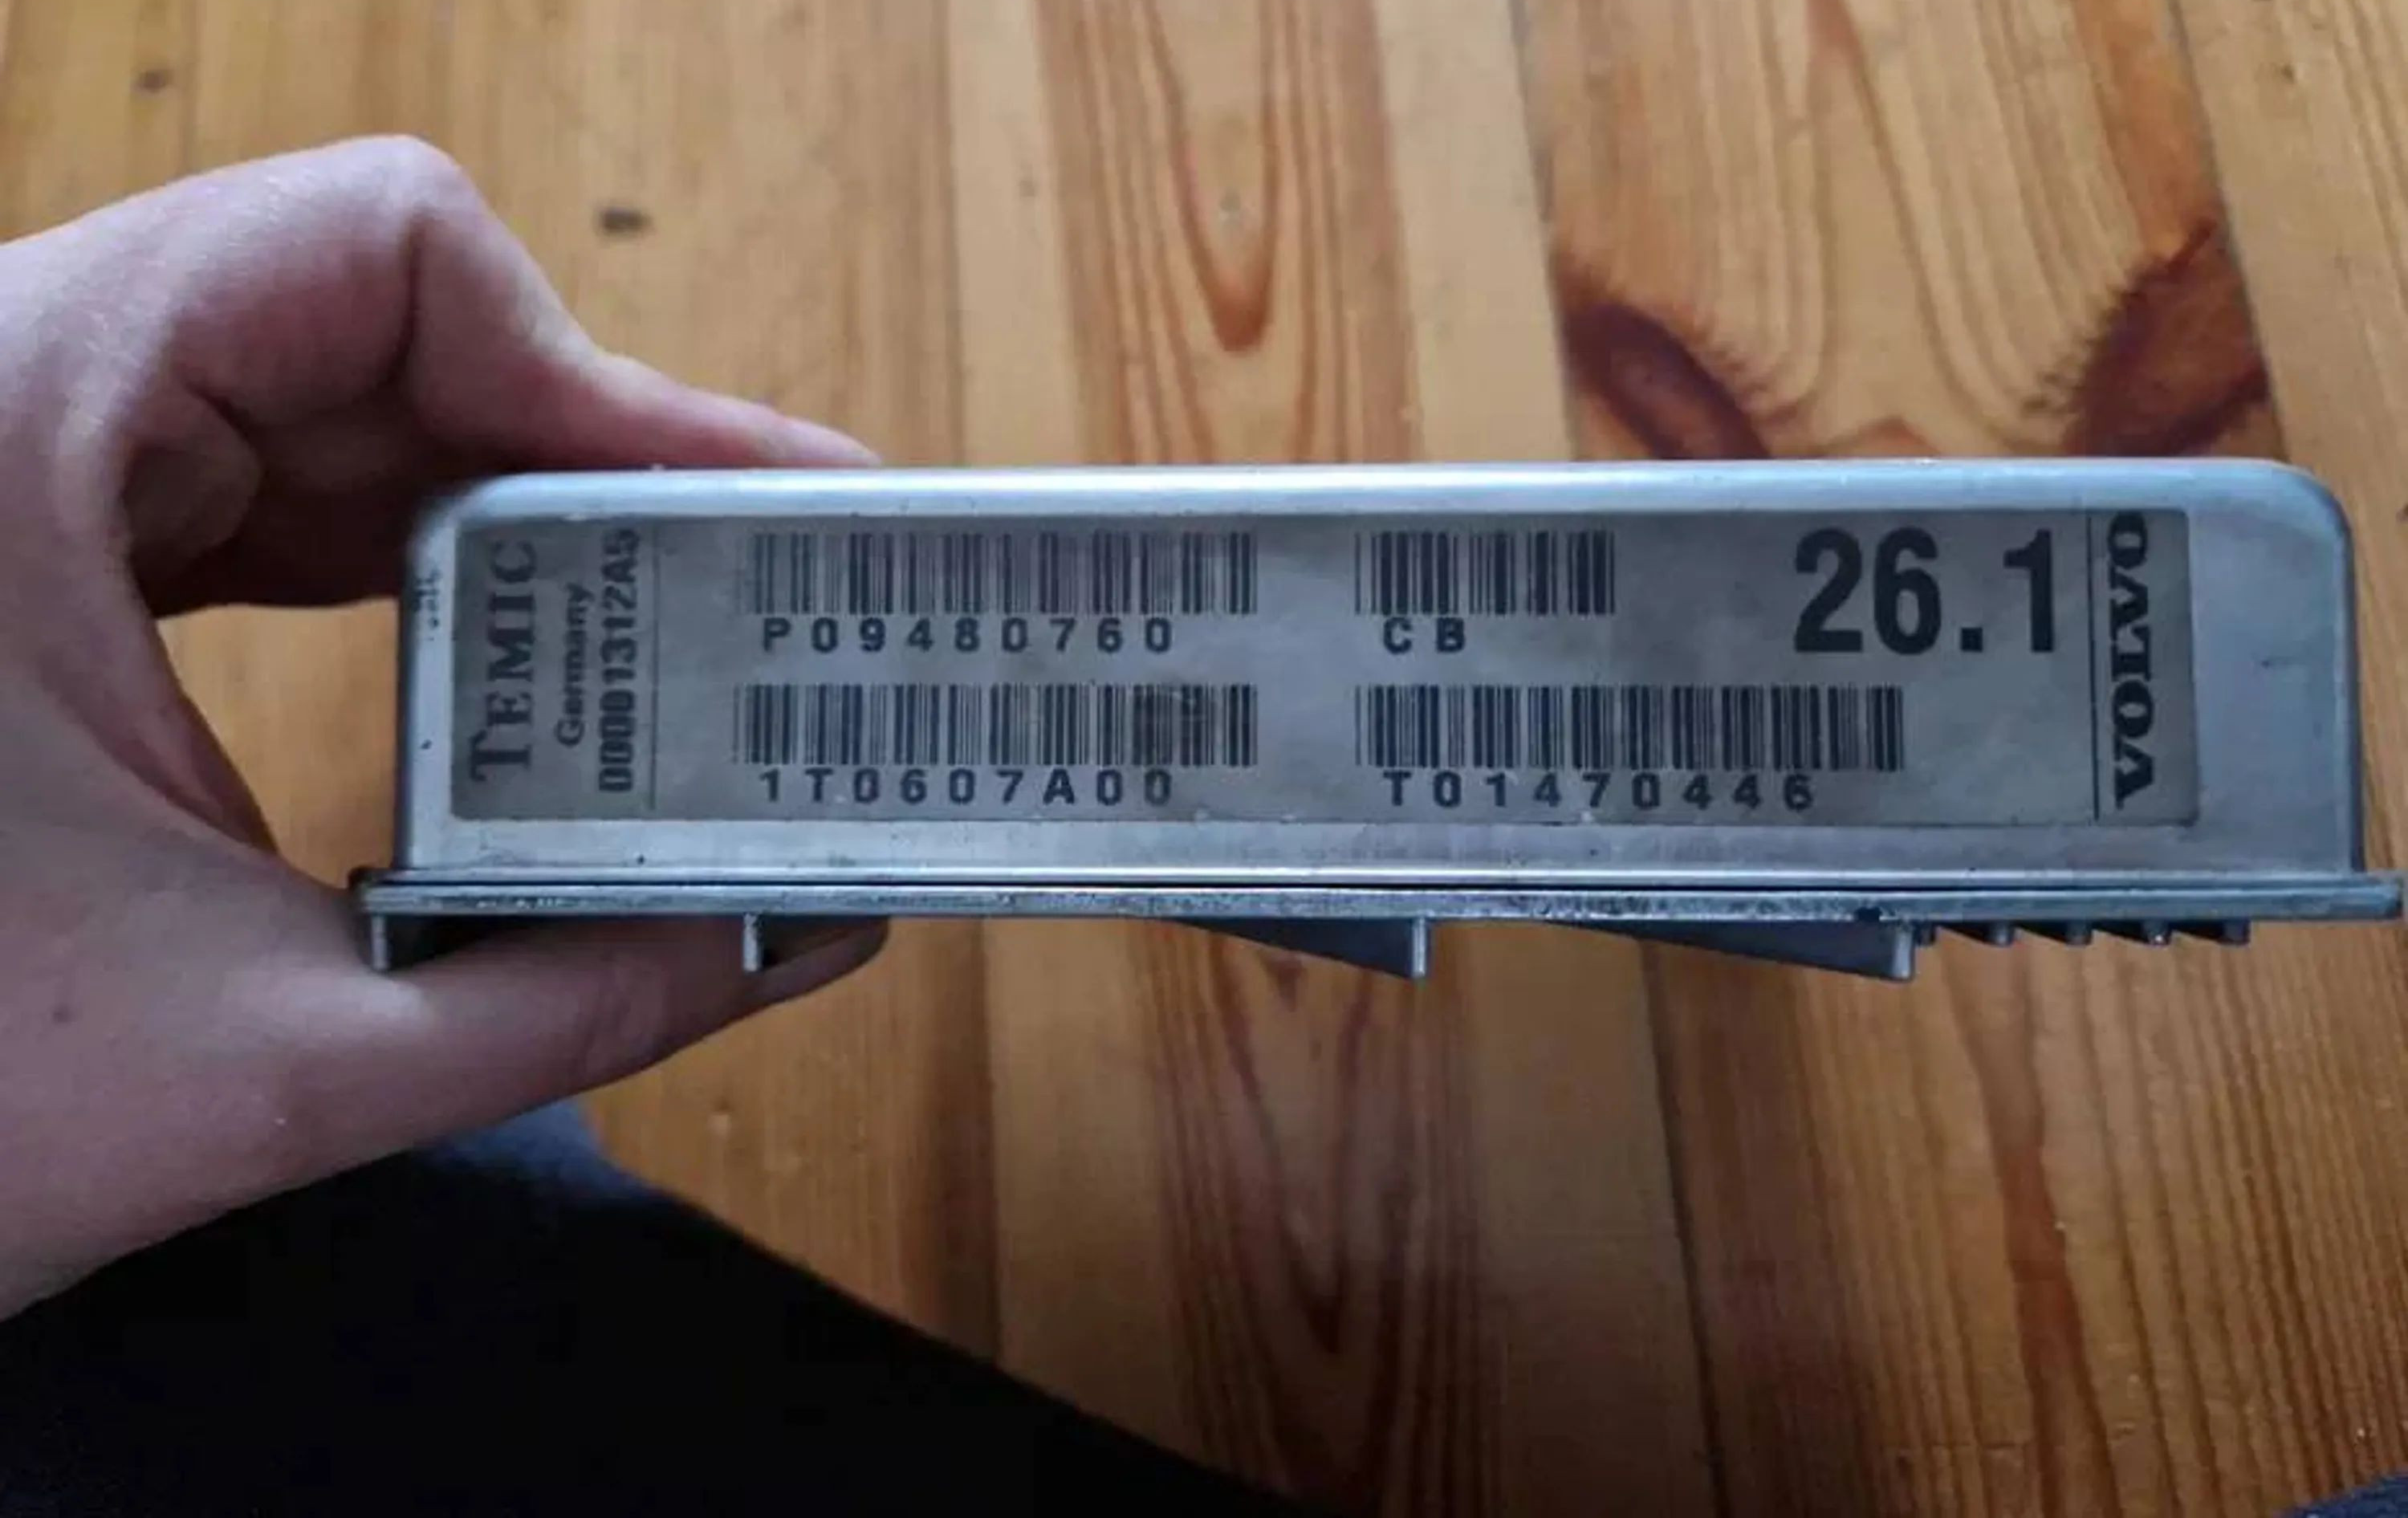 TEMIC
Germany
00001312A5
P09480760
CB
26.1
1T0607A00
T01470446
VOLVO